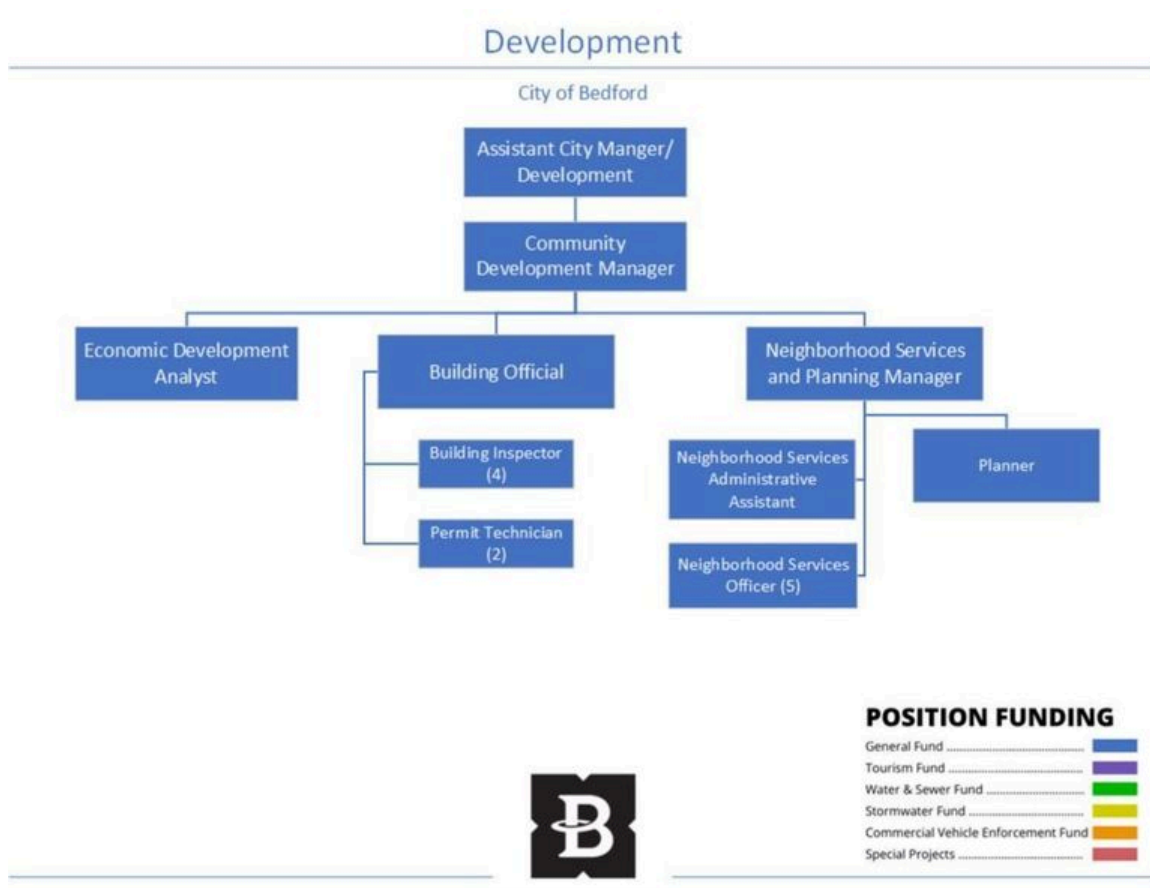 Development
City of Bedford
Assistant City Manger/
Development
Community
Development Manager
Economic Development
Analyst
Building Official
Neighborhood Services
and Planning Manager
Building Inspector
(4)
Permit Technician
(2)
Neighborhood Services
Administrative
Assistant
Neighborhood Services
Officer (5)
Planner
POSITION FUNDING
General Fund
Tourism Fund
Water & Sewer Fund
Stormwater Fund
Commercial Vehicle Enforcement Fund
Special Projects
B